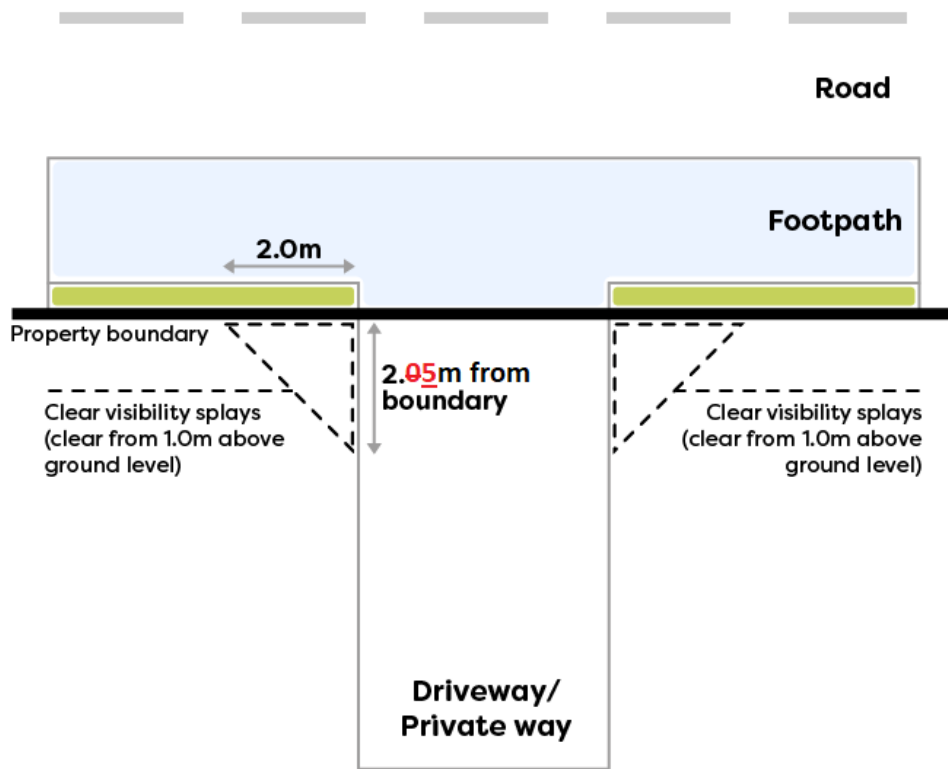 Road
Footpath
2.0m
Property boundary
2.05m from
boundary
Clear visibility splays
(clear from 1.0m above
ground level)
Clear visibility splays
(clear from 1.0m above
ground level)
Driveway/
Private way